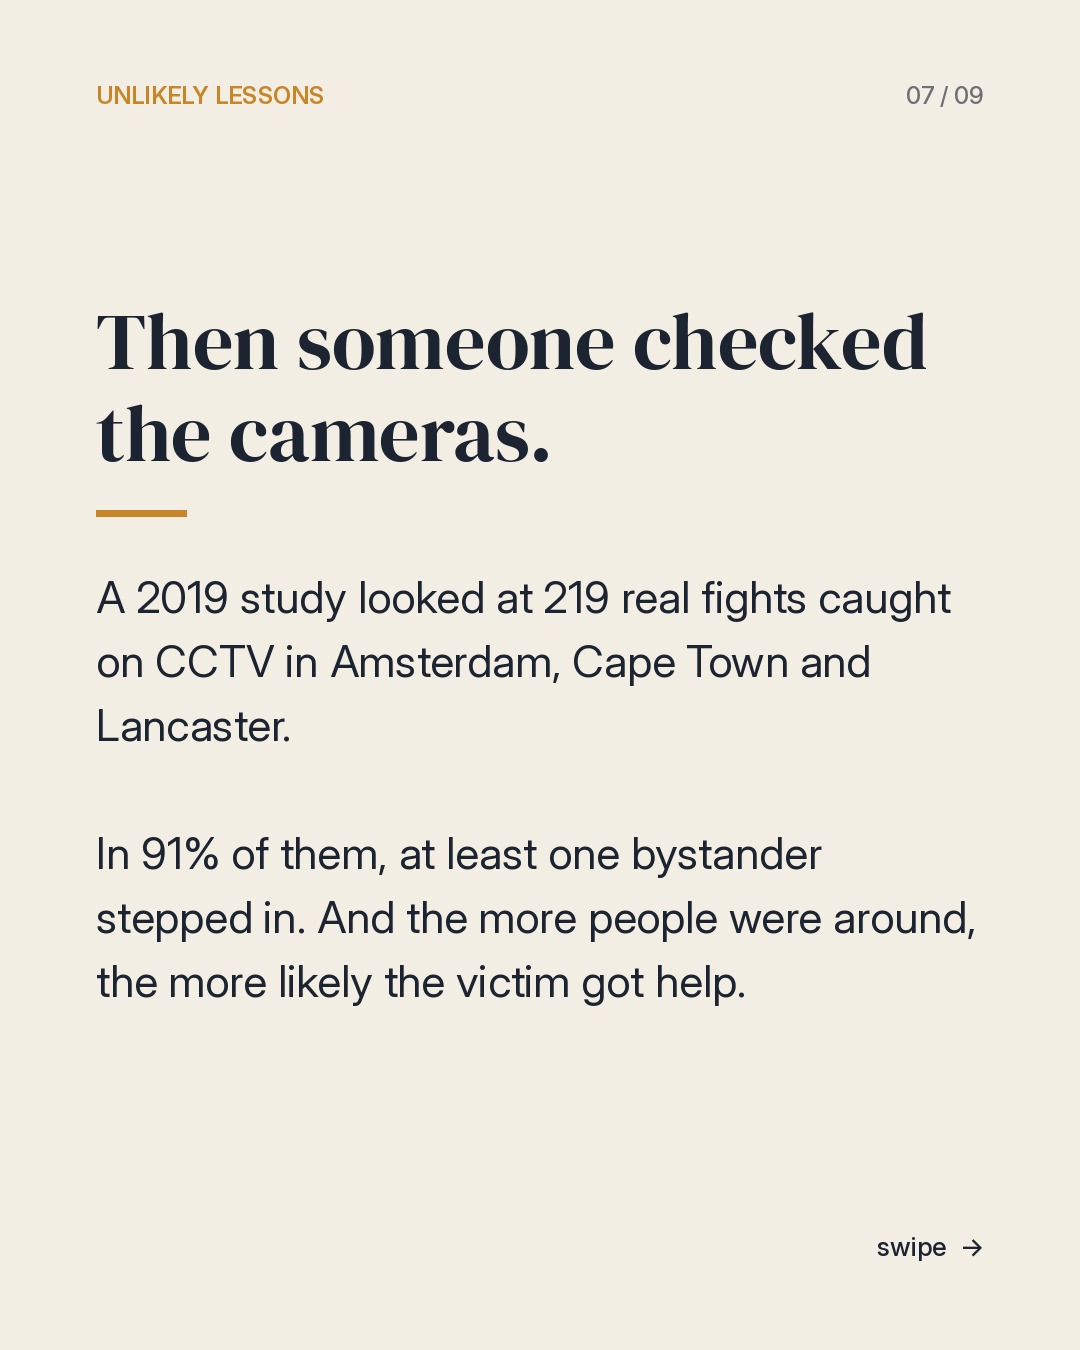 UNLIKELY LESSONS
07 / 09
Then someone checked
the cameras.
A 2019 study looked at 219 real fights caught
on CCTV in Amsterdam, Cape Town and
Lancaster.
In 91% of them, at least one bystander
stepped in. And the more people were around,
the more likely the victim got help.
swipe →